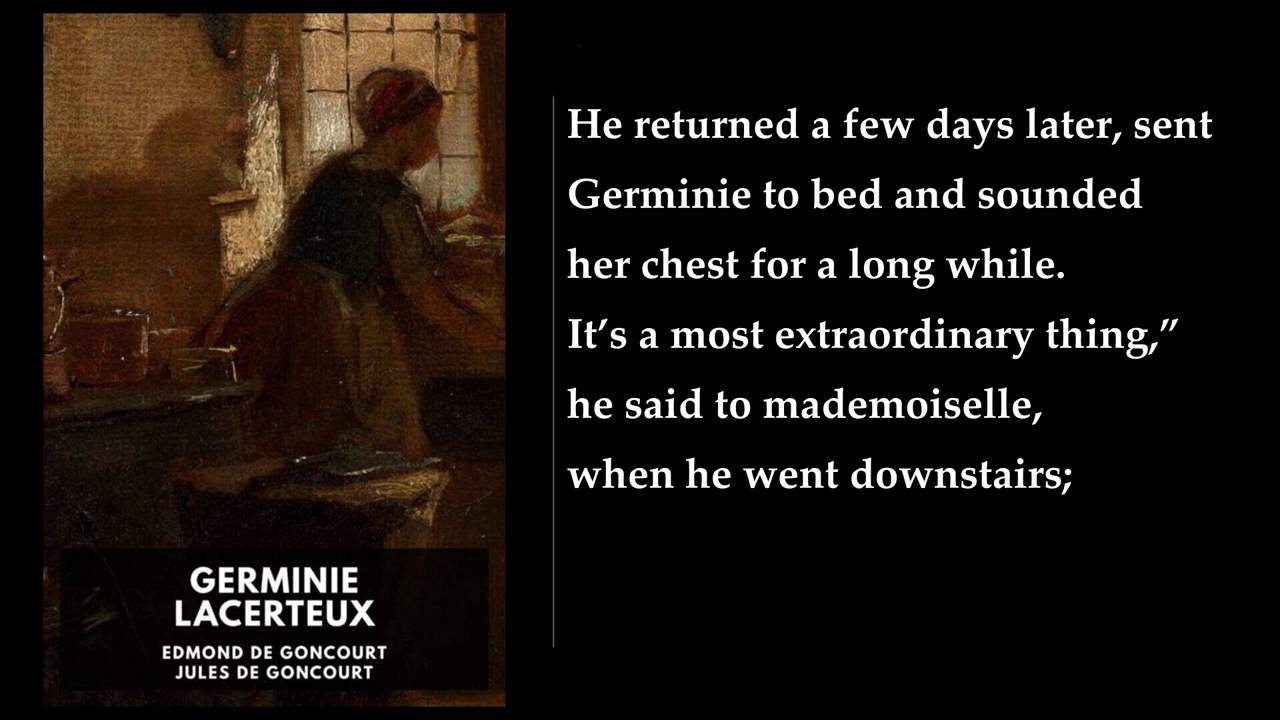 He returned a few days later, sent
Germinie to bed and sounded
her chest for a long while.
It’s a most extraordinary thing,”
he said to mademoiselle,
when he went downstairs;
GERMINIE
LACERTEUX
EDMOND DE GONCOURT
JULES DE GONCOURT